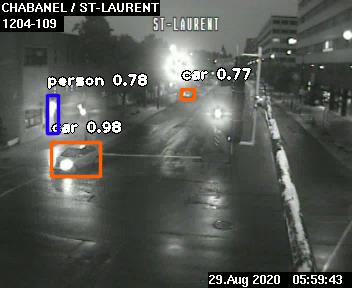 CHABANEL / ST-LAURENT
1204-109
ST-LAURENT
person 0.78
car 0.77
car 0.98
29.Aug 2020 05:59:43